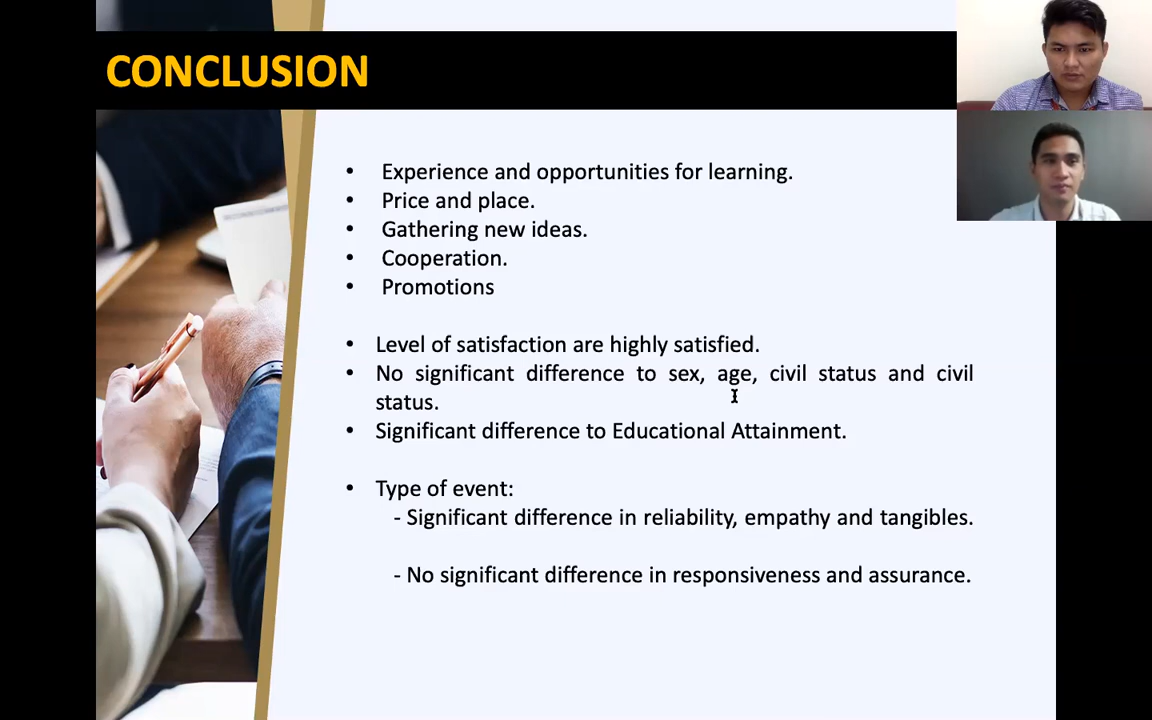 CONCLUSION
• Experience and opportunities for learning.
• Price and place.
• Gathering new ideas.
• Cooperation.
• Promotions
• Level of satisfaction are highly satisfied.
• No significant difference to sex, age, civil status and civil
status.
• Significant difference to Educational Attainment.
• Type of event:
- Significant difference in reliability, empathy and tangibles.
- No significant difference in responsiveness and assurance.